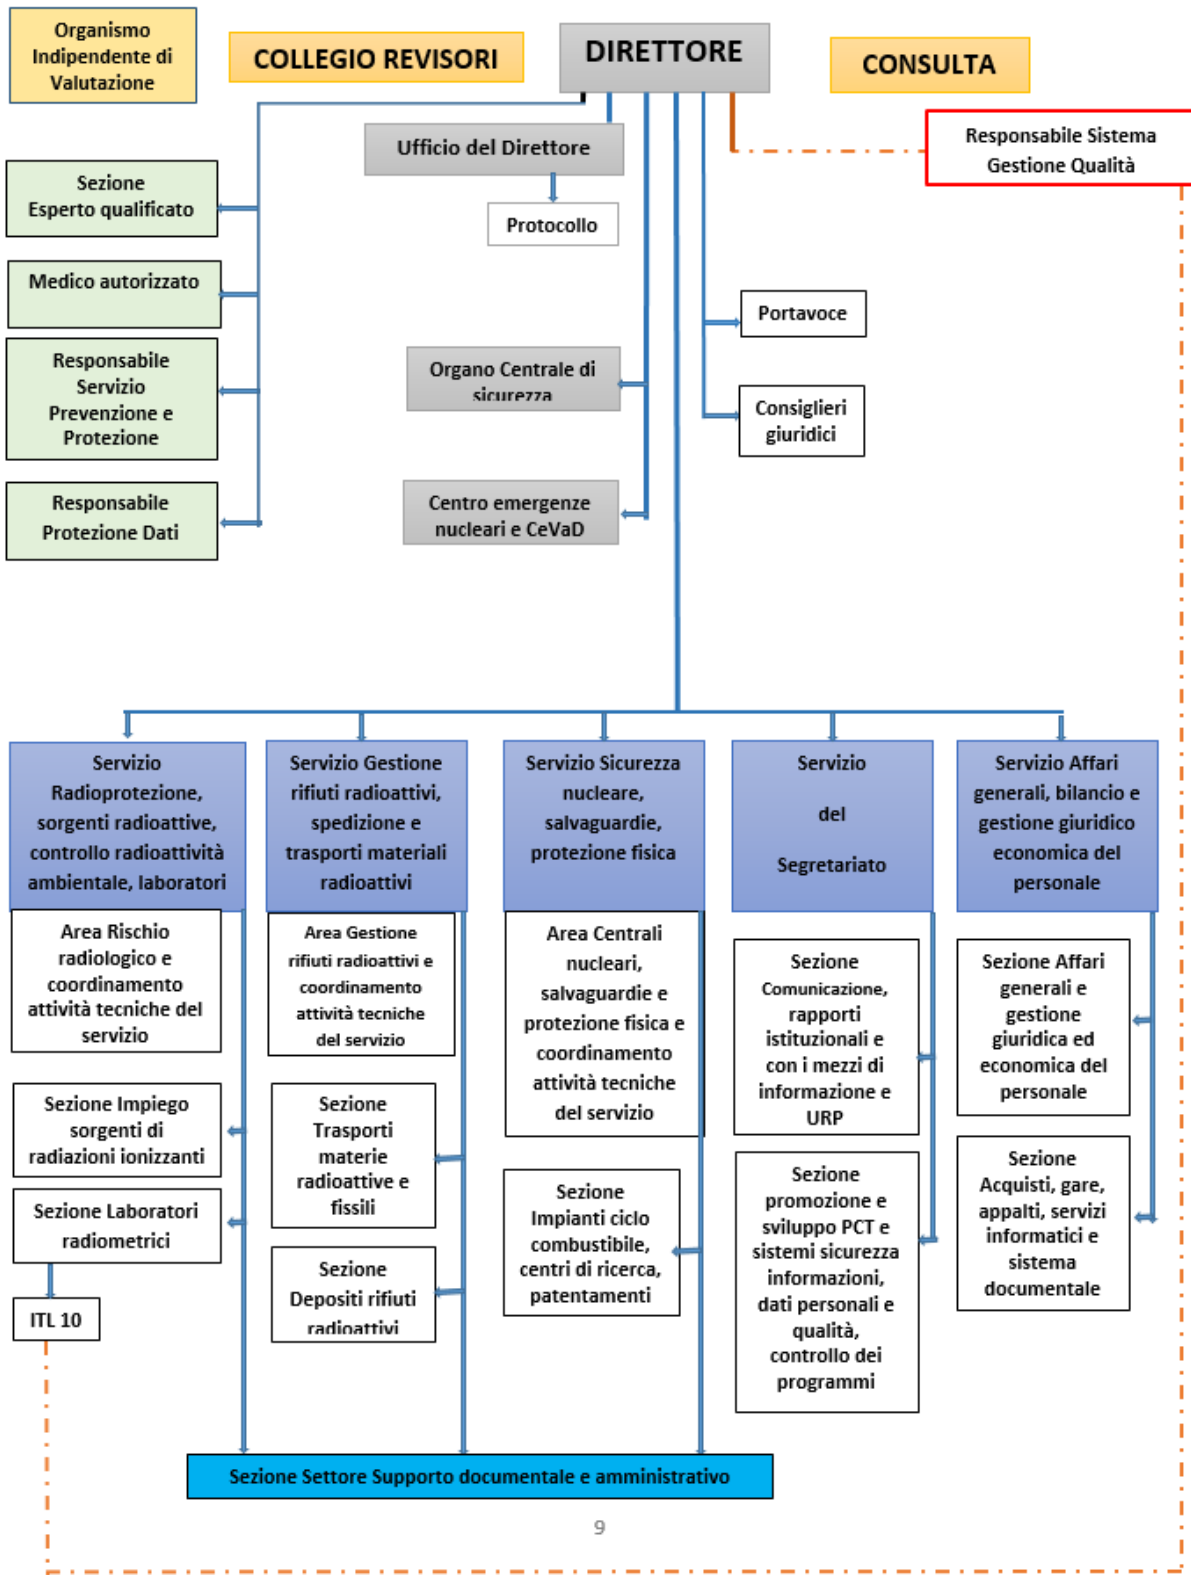 Organismo
Indipendente di
Valutazione
COLLEGIO REVISORI
DIRETTORE
CONSULTA
Responsabile Sistema
Gestione Qualità
Ufficio del Direttore
Protocollo
Sezione
Esperto qualificato
Medico autorizzato
Responsabile
Servizio
Prevenzione e
Protezione
Responsabile
Protezione Dati
Portavoce
Organo Centrale di
sicurezza
Consiglieri
giuridici
Centro emergenze
nucleari e CeVaD
Servizio
Radioprotezione,
sorgenti radioattive,
controllo radioattività
ambientale, laboratori
Servizio Gestione
rifiuti radioattivi,
spedizione e
trasporti materiali
radioattivi
Servizio Sicurezza
nucleare,
salvaguardie,
protezione fisica
Servizio
del
Segretariato
Servizio Affari
generali, bilancio e
gestione giuridico
economica del
personale
Area Rischio
radiologico e
coordinamento
attività tecniche del
servizio
Sezione Impiego
sorgenti di
radiazioni ionizzanti
Sezione Laboratori
radiometrici
ITL 10
Area Gestione
rifiuti radioattivi e
coordinamento
attività tecniche
del servizio
Sezione
Trasporti
materie
radioattive e
fissili
Sezione
Depositi rifiuti
radioattivi
Area Centrali
nucleari,
salvaguardie e
protezione fisica e
coordinamento
attività tecniche
del servizio
Sezione
Impianti ciclo
combustibile,
centri di ricerca,
patentamenti
Sezione
Comunicazione,
rapporti
istituzionali e
con i mezzi di
informazione e
URP
Sezione
promozione e
sviluppo PCT e
sistemi sicurezza
informazioni,
dati personali e
qualità,
controllo dei
programmi
Sezione Affari
generali e
gestione
giuridica ed
economica del
personale
Sezione
Acquisti, gare,
appalti, servizi
informatici e
sistema
documentale
Sezione Settore Supporto documentale e amministrativo
9